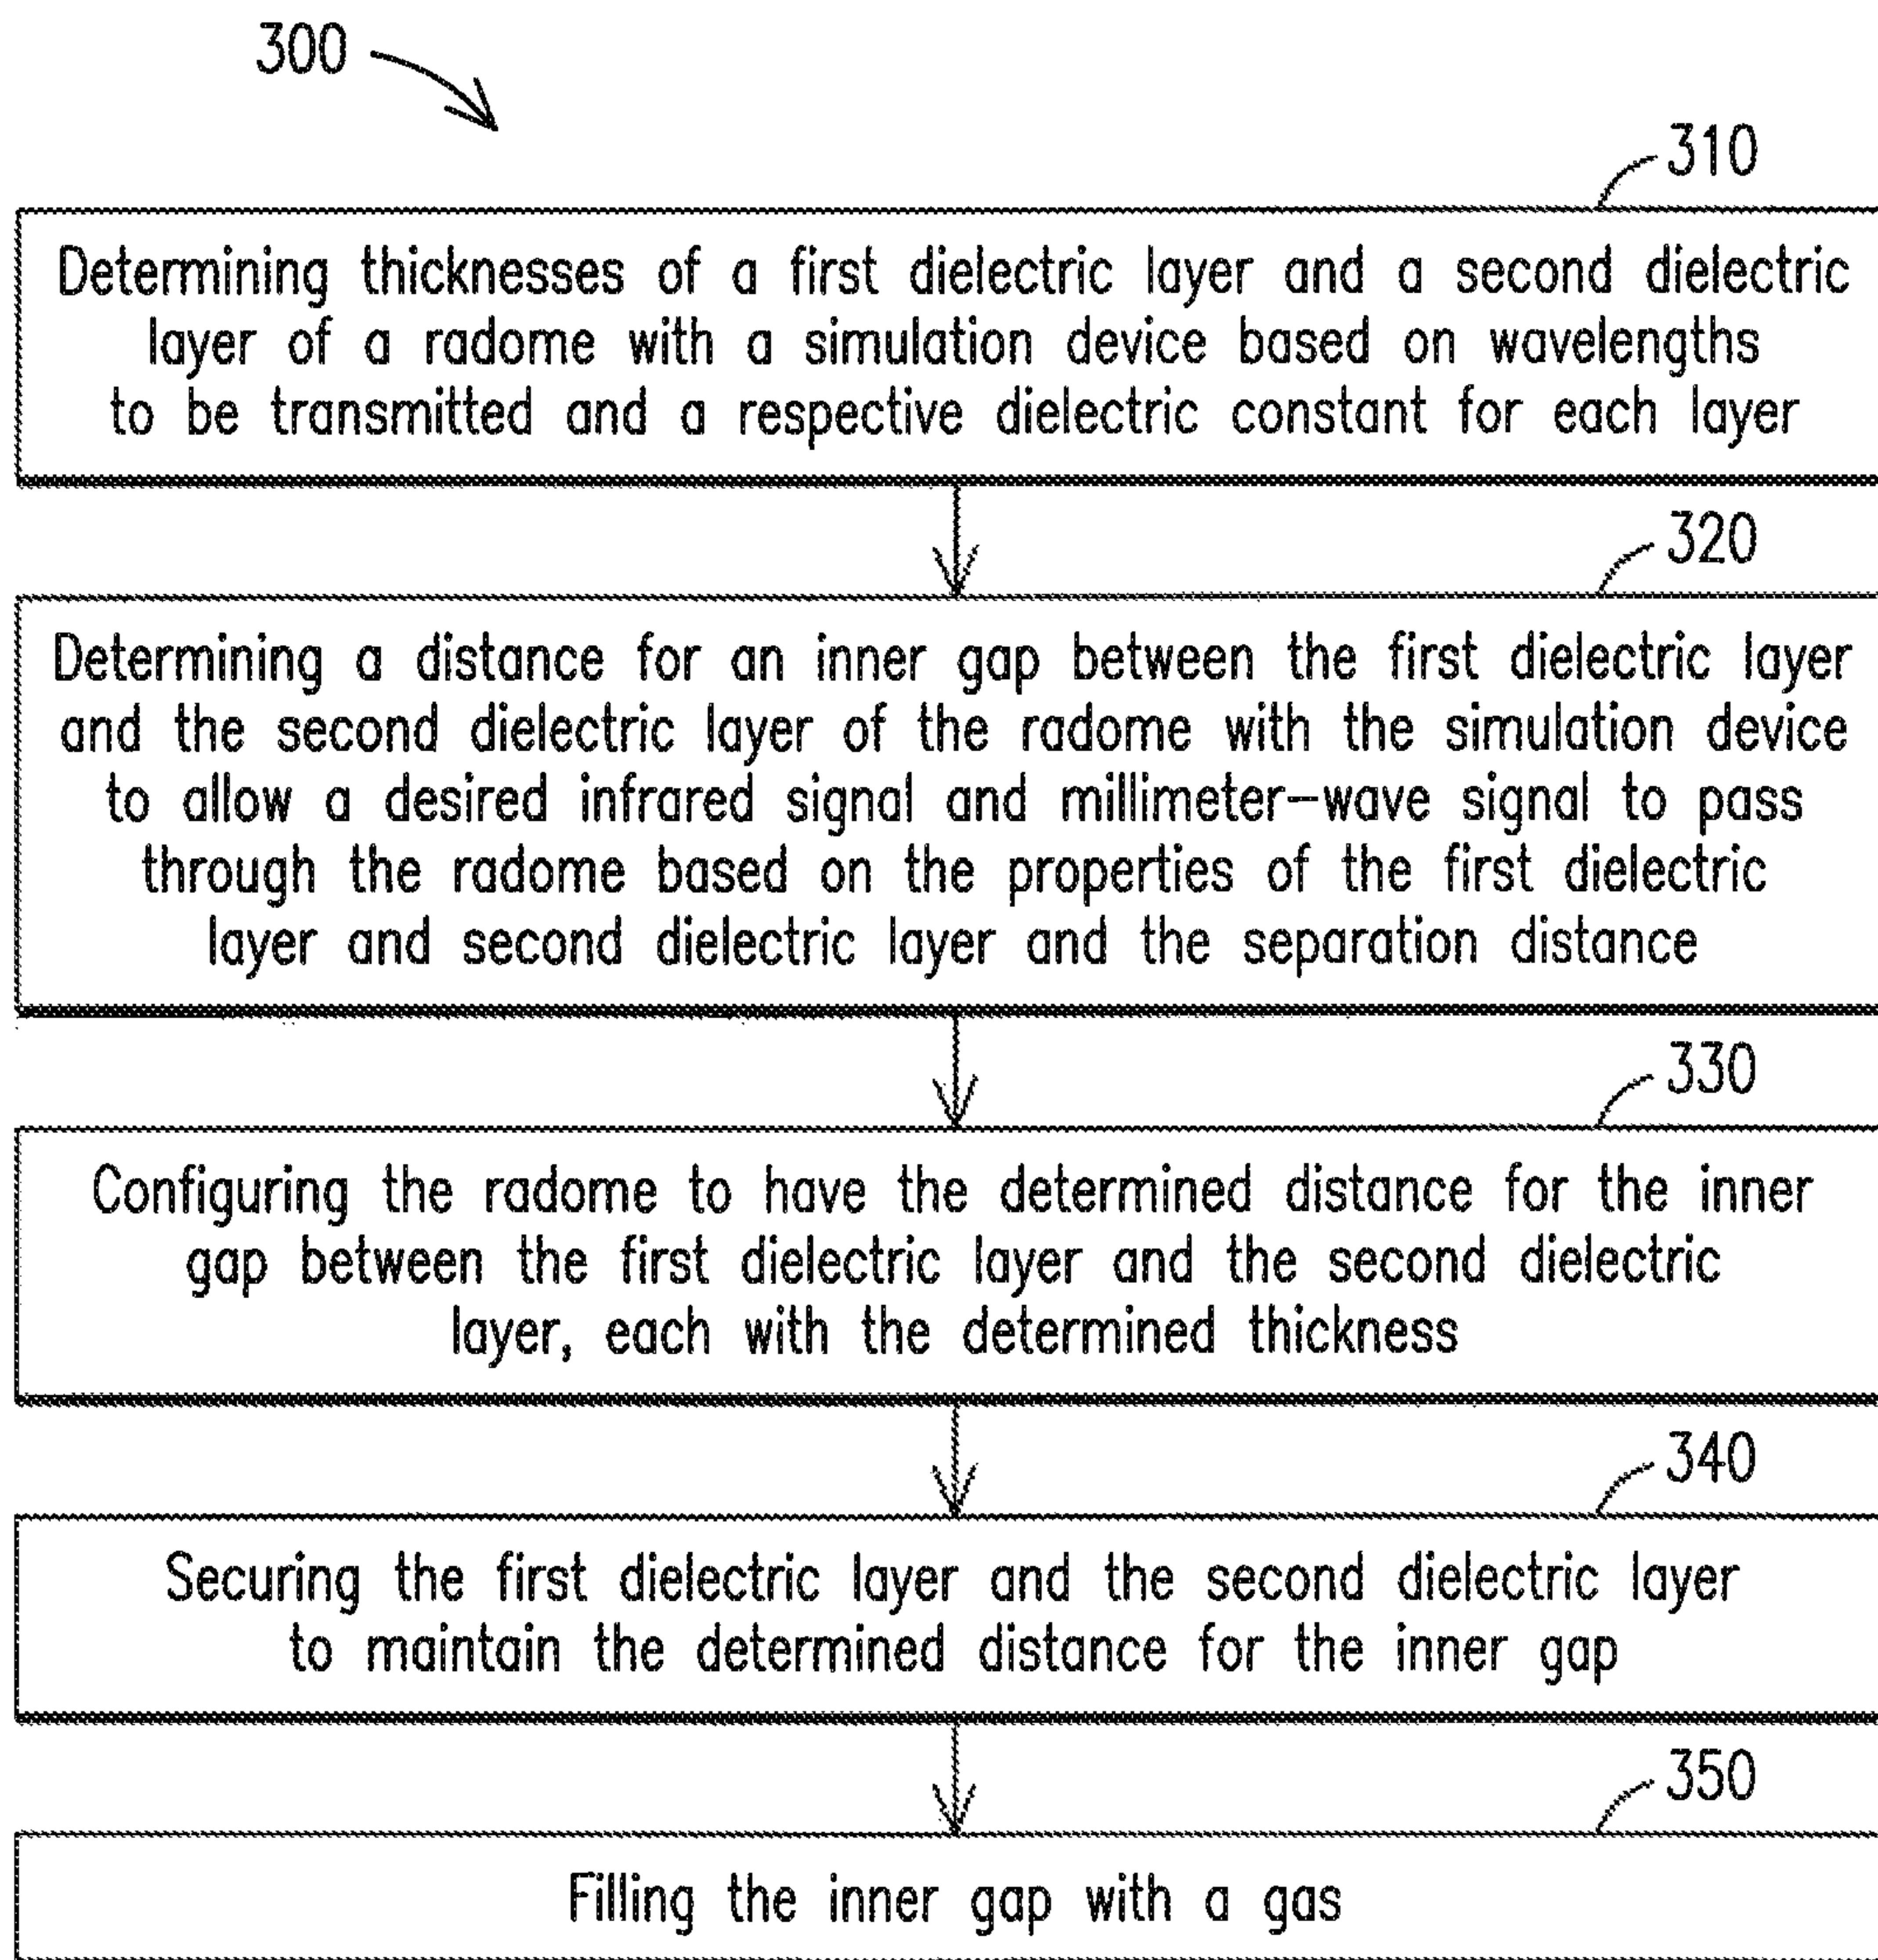 300
310
Determining thicknesses of a first dielectric layer and a second dielectric
layer of a radome with a simulation device based on wavelengths
to be transmitted and a respective dielectric constant for each layer
320
Determining a distance for an inner gap between the first dielectric layer
and the second dielectric layer of the radome with the simulation device
to allow a desired infrared signal and millimeter-wave signal to pass
through the radome based on the properties of the first dielectric
layer and second dielectric layer and the separation distance
330
Configuring the radome to have the determined distance for the inner
gap between the first dielectric layer and the second dielectric
layer, each with the determined thickness
340
Securing the first dielectric layer and the second dielectric layer
to maintain the determined distance for the inner gap
350
Filling the inner gap with a gas